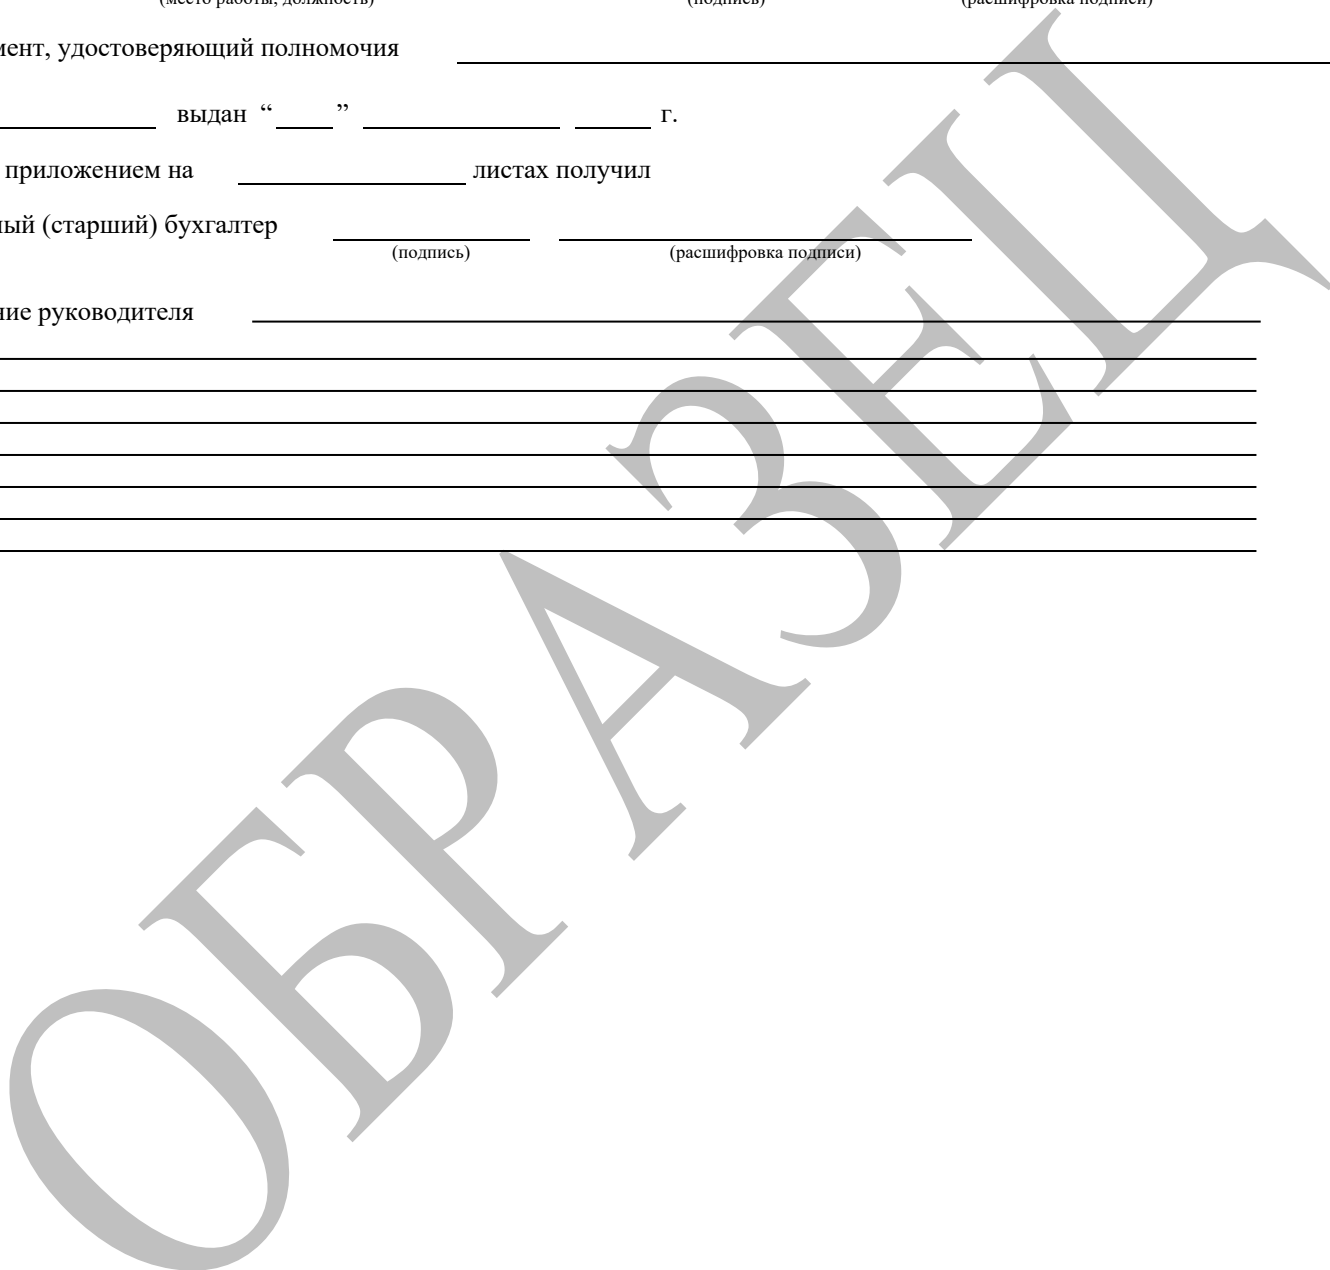 (место работы, должность) (подпись) (расшифровка подписи)
мент, удостоверяющий полномочия
выдан “ ” г.
приложением на листах получил
ный (старший) бухгалтер
(подпись) (расшифровка подписи)
ние руководителя
ОБРАЗЕЦ